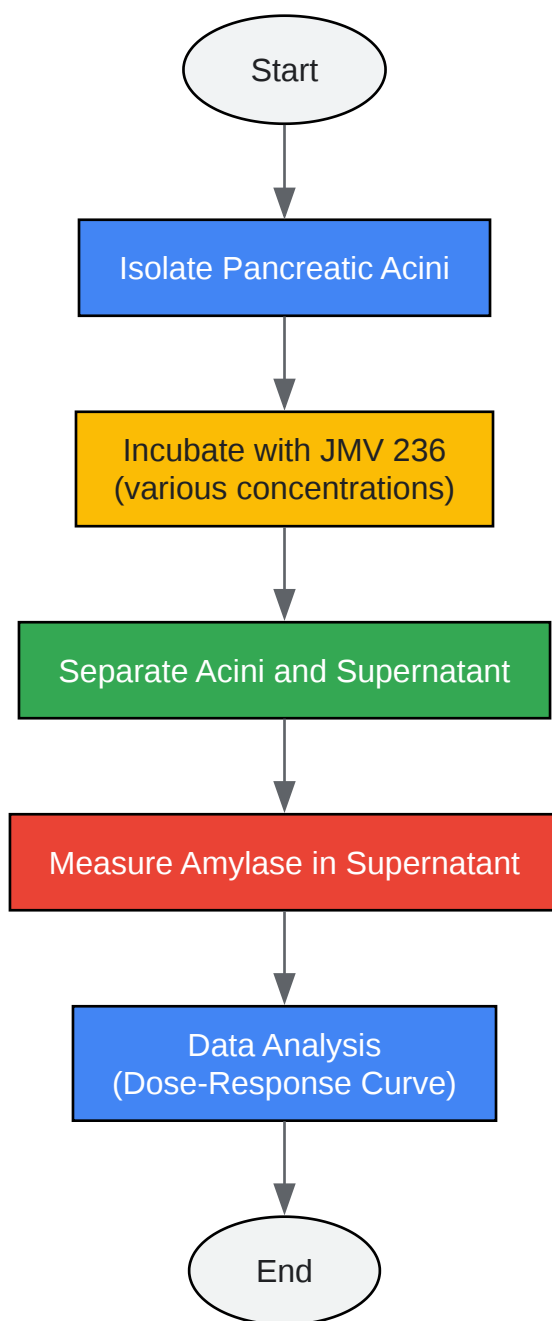 Start
Isolate Pancreatic Acini
Incubate with JMV 236
(various concentrations)
Separate Acini and Supernatant
Measure Amylase in Supernatant
Data Analysis
(Dose-Response Curve)
End